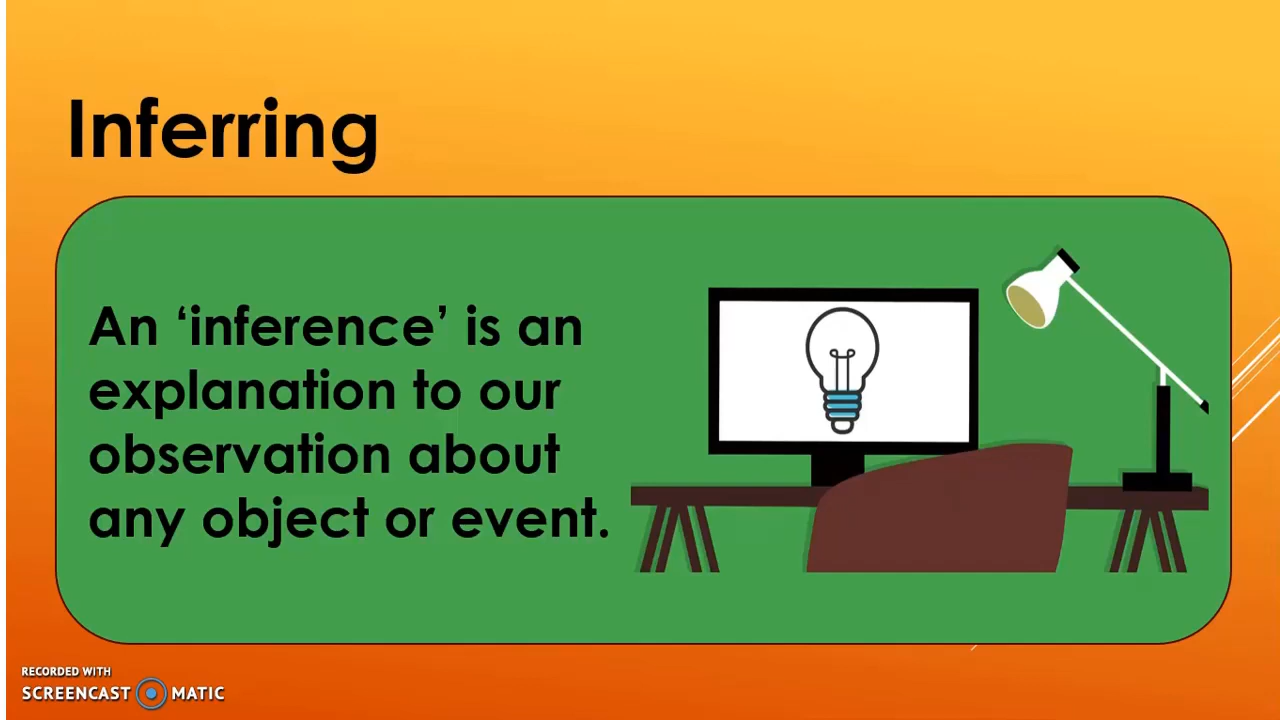 Inferring
An ‘inference’ is an
explanation to our
observation about
any object or event.
RECORDED WITH
SCREENCAST MATIC